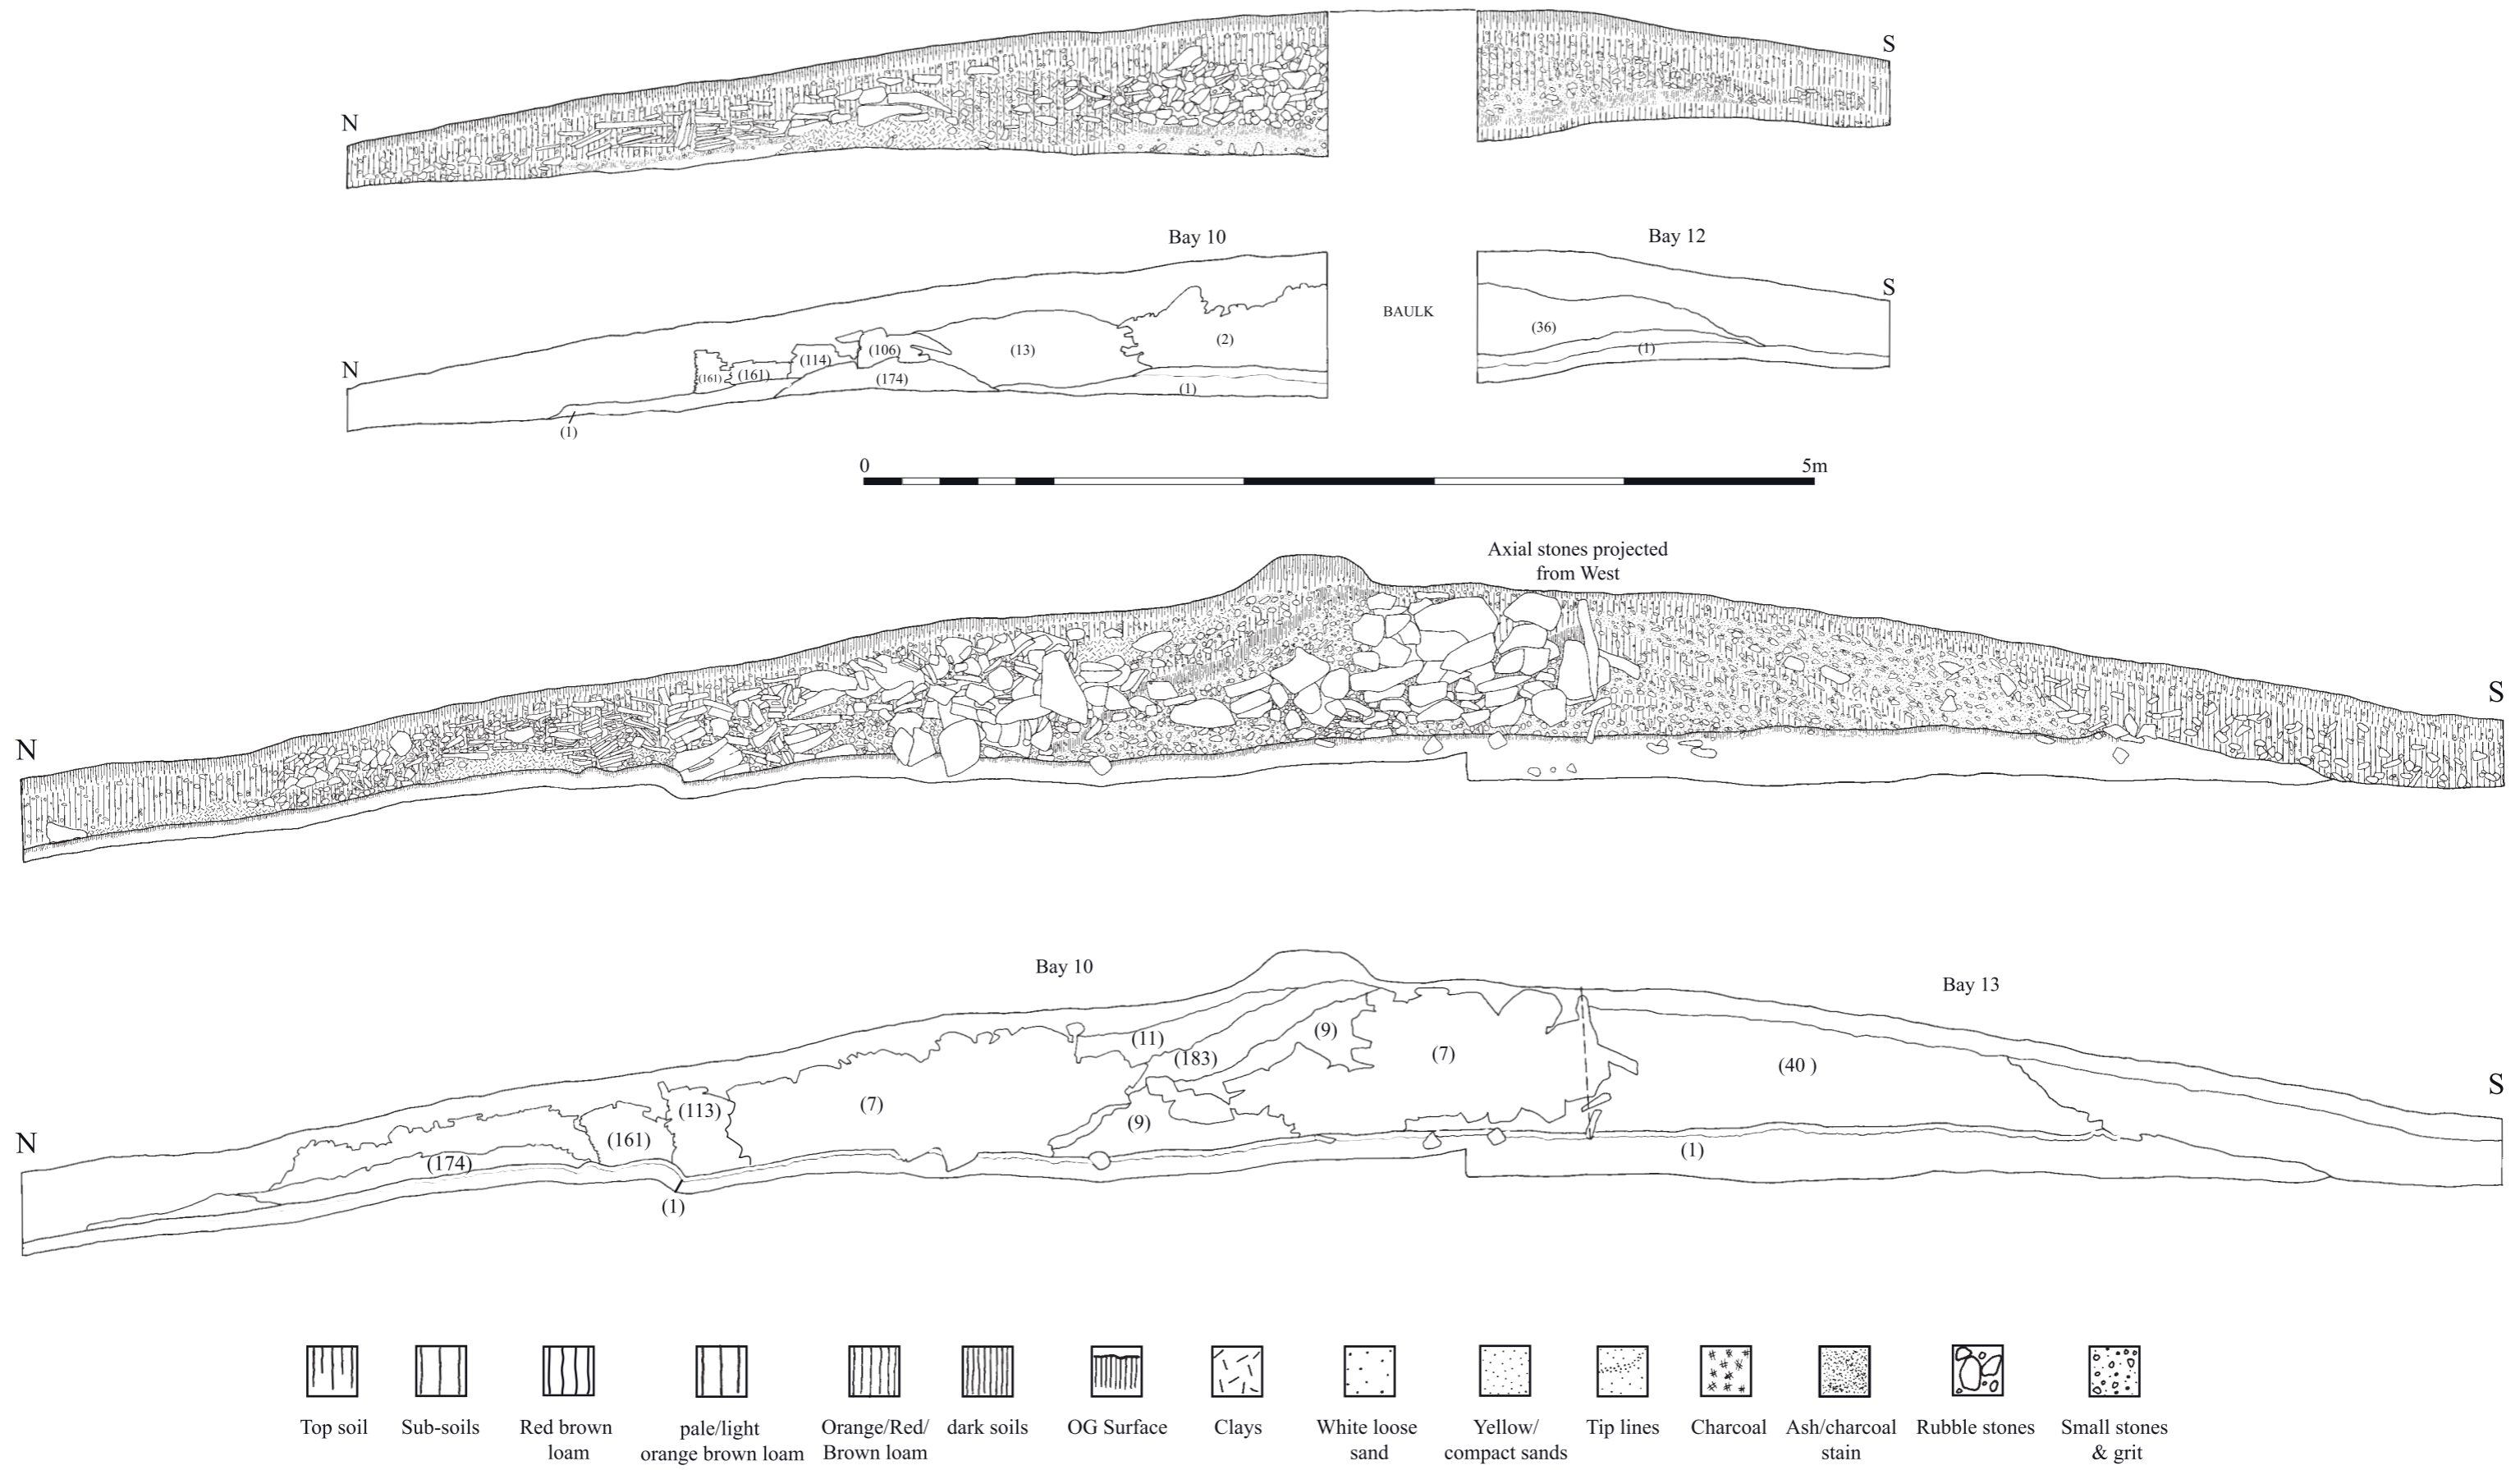 N
S
Bay 10
Bay 12
N
(161)
(161)
(114)
(106)
(174)
(13)
(2)
(1)
(1)
BAULK
(36)
(1)
S
0
5m
Axial stones projected
from West
N
S
Bay 10
Bay 13
N
(174)
(161)
(113)
(1)
(7)
(11)
(183)
(9)
(9)
(7)
(40 )
(1)
S
Top soil
Sub-soils
Red brown
loam
pale/light
orange brown loam
Orange/Red/
Brown loam
dark soils
OG Surface
Clays
White loose
sand
Yellow/
compact sands
Tip lines
Charcoal
Ash/charcoal
stain
Rubble stones
Small stones
& grit